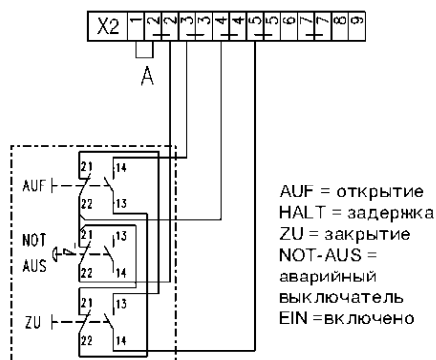 X2 1 2 2 3 3 4 4 5 5 6 7 7 8 9
A
21 14
AUF
22 13
NOT 21 13
AUS
22 14
21 13
ZU
22 14
AUF = открытие
HALT = задержка
ZU = закрытие
NOT-AUS =
аварийный
выключатель
EIN =включено